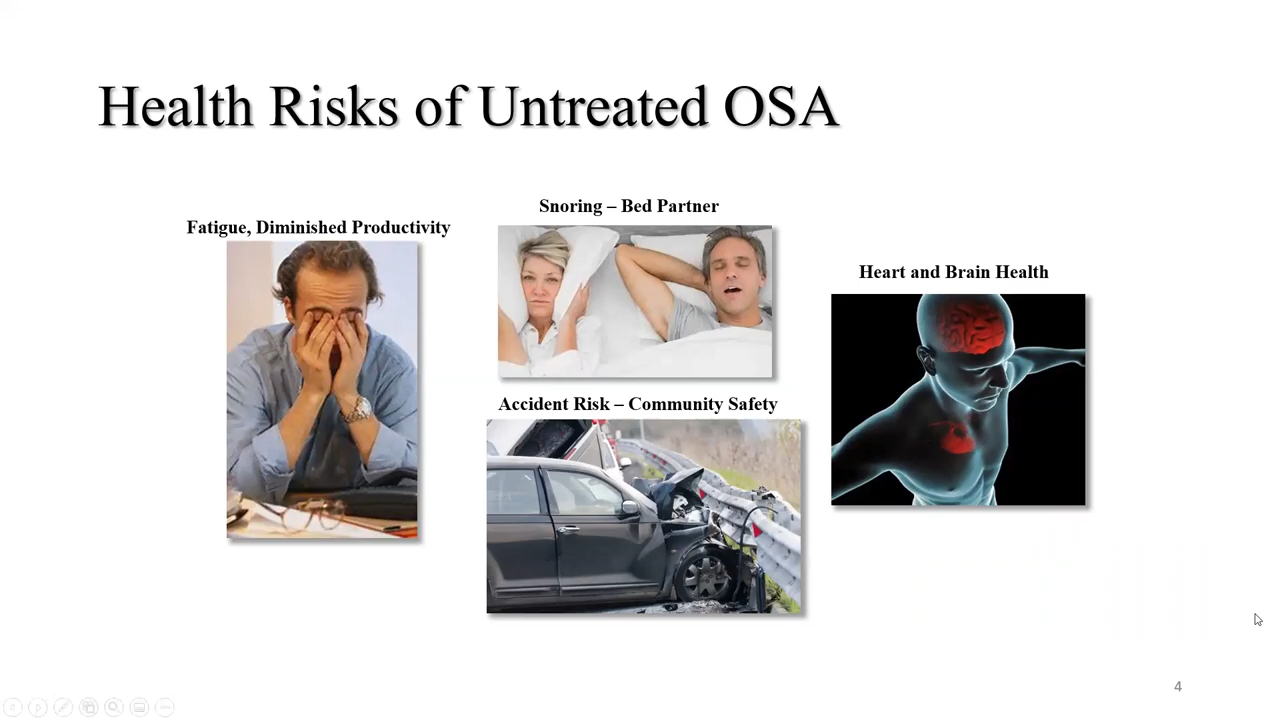 Health Risks of Untreated OSA
Fatigue, Diminished Productivity
Snoring – Bed Partner
Heart and Brain Health
Accident Risk – Community Safety
4